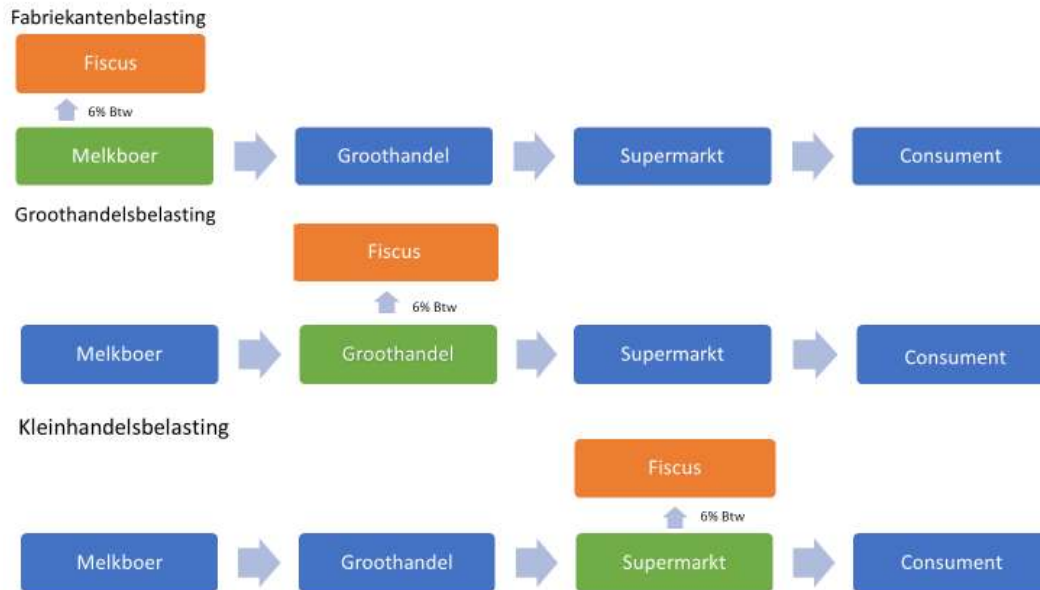 Fabriekantenbelasting
Fiscus
6% Btw
Melkboer Groothandel Supermarkt Consument
Groothandelsbelasting
Fiscus
6% Btw
Melkboer Groothandel Supermarkt Consument
Kleinhandelsbelasting
Fiscus
6% Btw
Melkboer Groothandel Supermarkt Consument